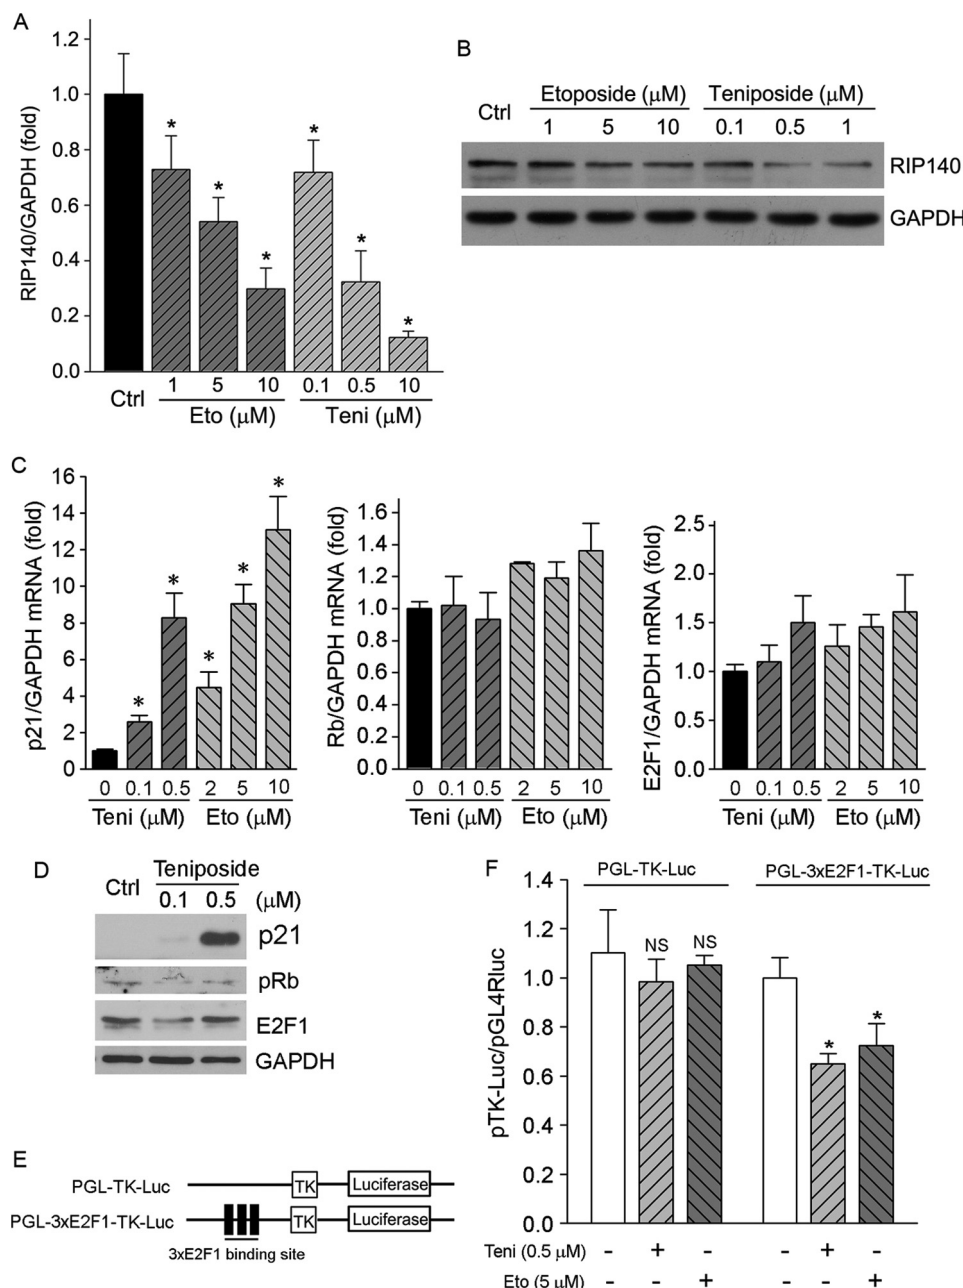 A
RIP140/GAPDH (fold)
1.2
1.0
0.8
0.6
0.4
0.2
0.0
* * * * * *
Ctrl 1 5 10 0.1 0.5 10
Eto (μM) Teni (μM)
B
Etoposide (μM) Teniposide (μM)
Ctrl 1 5 10 0.1 0.5 1
RIP140
GAPDH
C
p21/GAPDH mRNA (fold)
16
14
12
10
8
6
4
2
0
* * * * *
0 0.1 0.5 2 5 10
Teni (μM) Eto (μM)
Rb/GAPDH mRNA (fold)
1.6
1.4
1.2
1.0
0.8
0.6
0.4
0.2
0.0
0 0.1 0.5 2 5 10
Teni (μM) Eto (μM)
E2F1/GAPDH mRNA (fold)
2.5
2.0
1.5
1.0
0.5
0.0
0 0.1 0.5 2 5 10
Teni (μM) Eto (μM)
D
Teniposide
Ctrl 0.1 0.5 (μM)
p21
pRb
E2F1
GAPDH
E
PGL-TK-Luc TK Luciferase
PGL-3xE2F1-TK-Luc TK Luciferase
3xE2F1 binding site
F
PGL-TK-Luc PGL-3xE2F1-TK-Luc
pTK-Luc/pGL4Rluc
1.4
1.2
1.0
0.8
0.6
0.4
0.2
0.0
NS NS * *
Teni (0.5 μM) - + - - + -
Eto (5 μM) - - + - - +